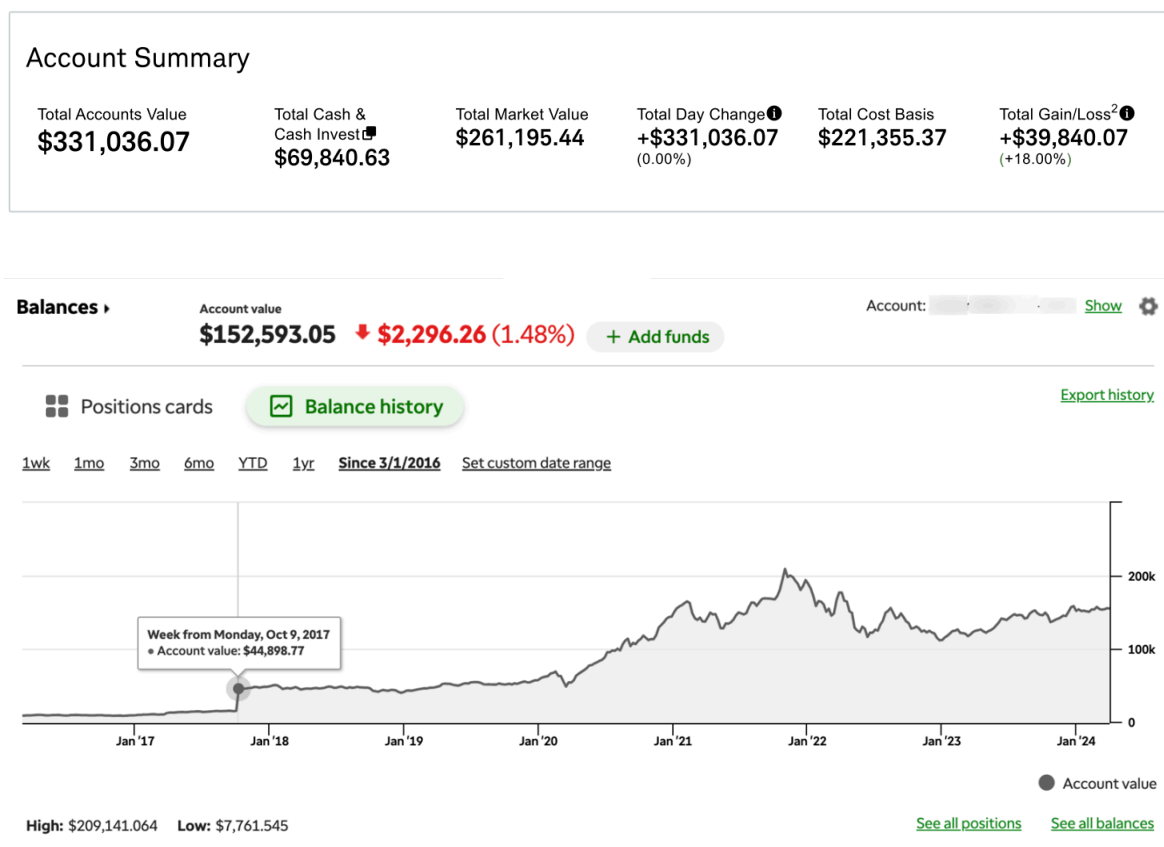 Account Summary
Total Accounts Value
$331,036.07
Total Cash &
Cash Invest
$69,840.63
Total Market Value
$261,195.44
Total Day Change
+$331,036.07
(0.00%)
Total Cost Basis
$221,355.37
Total Gain/Loss2
+$39,840.07
(+18.00%)
Balances
Account value
$152,593.05 $2,296.26 (1.48%) + Add funds
Account: Show
Positions cards Balance history
Export history
1wk 1mo 3mo 6mo YTD 1yr Since 3/1/2016 Set custom date range
Week from Monday, Oct 9, 2017
• Account value: $44,898.77
200k
100k
0
Jan '17 Jan '18 Jan '19 Jan '20 Jan '21 Jan '22 Jan '23 Jan '24
Account value
High: $209,141.064 Low: $7,761.545
See all positions See all balances